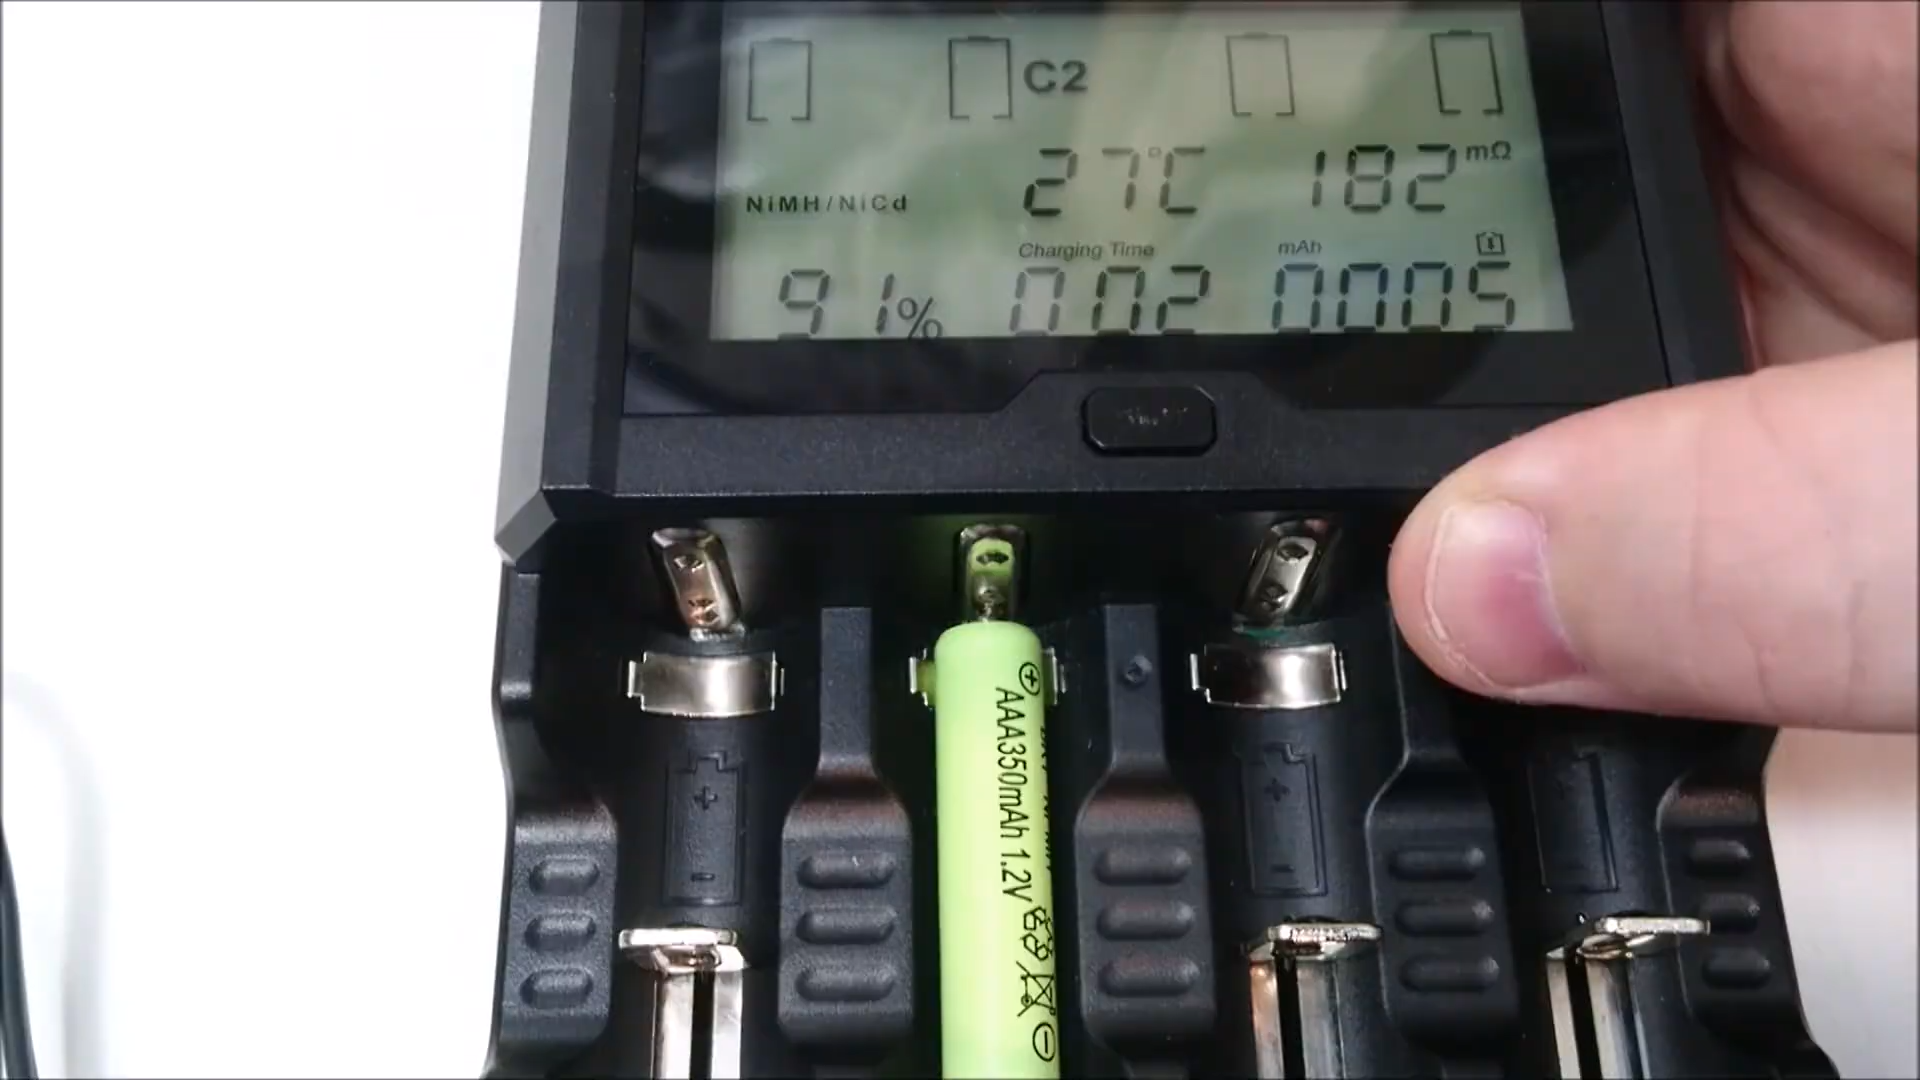 C2
27°C 182 mΩ
NiMH/NiCd
Charging Time mAh
91% 002 0005
AAA350mAh 1.2V